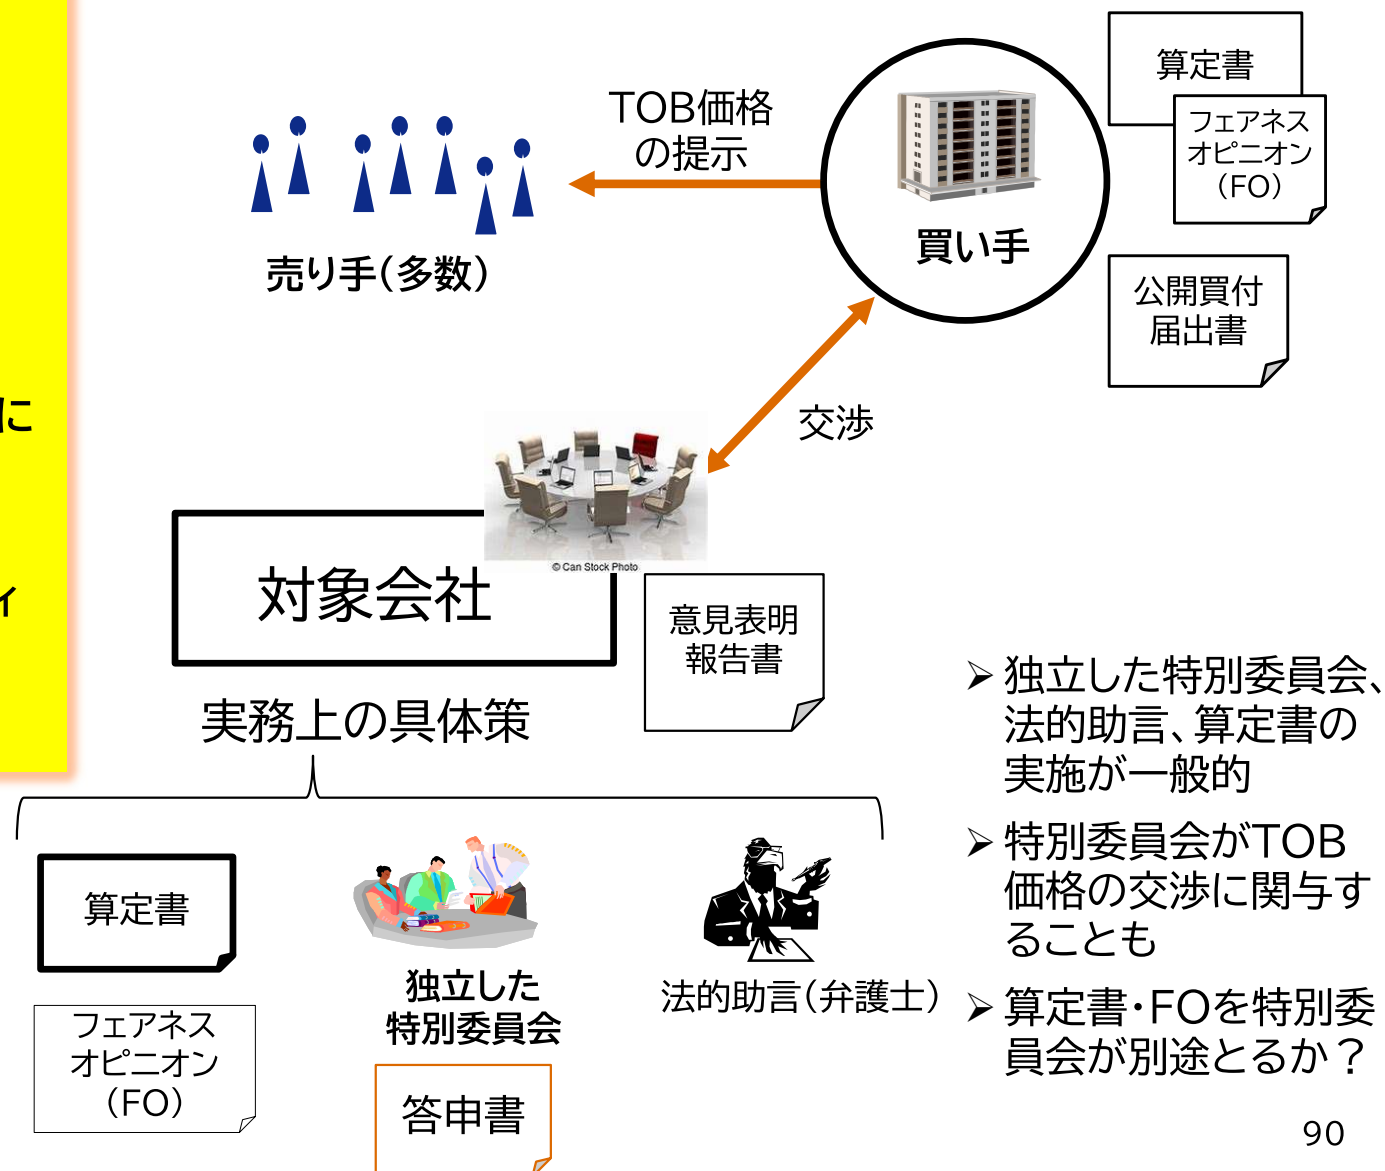 TOB価格
の提示
算定書
フェアネス
オピニオン
（FO）
買い手
売り手（多数）
公開買付
届出書
に
交渉
© Can Stock Photo
対象会社
ィ
意見表明
報告書
実務上の具体策
➢ 独立した特別委員会、
法的助言、算定書の
実施が一般的
➢ 特別委員会がTOB
価格の交渉に関与す
ることも
➢ 算定書・FOを特別委
員会が別途とるか？
算定書
フェアネス
オピニオン
（FO）
独立した
特別委員会
答申書
法的助言（弁護士）
90